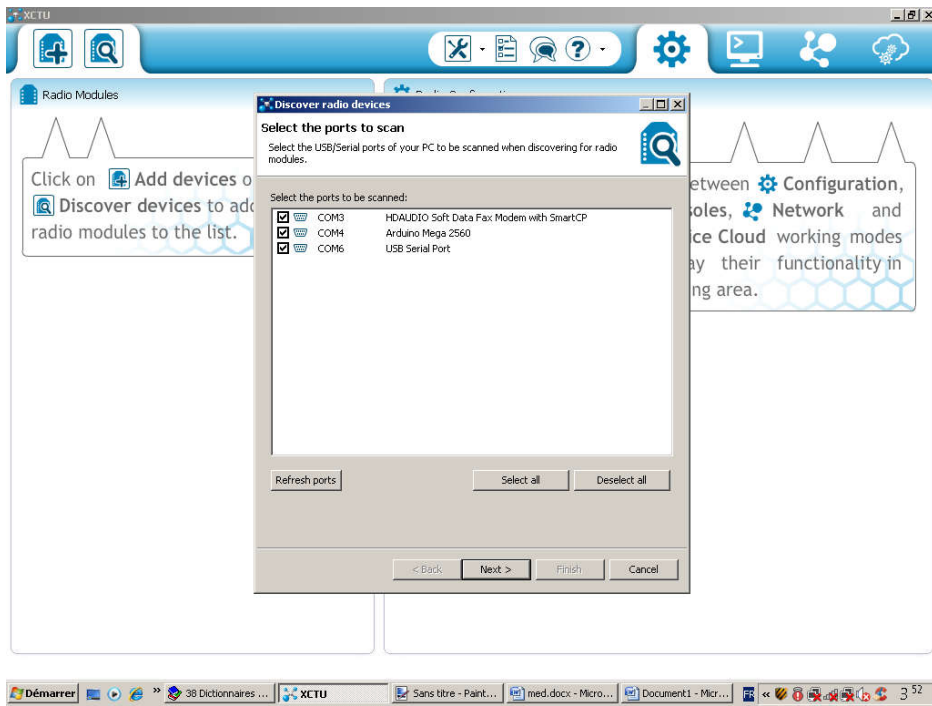 XCTU
Radio Modules
Click on Add devices o
Discover devices to add
radio modules to the list.
Discover radio devices
Select the ports to scan
Select the USB/Serial ports of your PC to be scanned when discovering for radio
modules.
Select the ports to be scanned:
COM3 HDAUDIO Soft Data Fax Modem with SmartCP
COM4 Arduino Mega 2560
COM6 USB Serial Port
Refresh ports
Select all
Deselect all
< Back
Next >
Finish
Cancel
etween Configuration,
soles, Network and
ice Cloud working modes
ay their functionality in
ng area.
Démarrer
»
38 Dictionnaires ...
XCTU
Sans titre - Paint...
med.docx - Micro...
Document1 - Micr...
FR
«
3 52